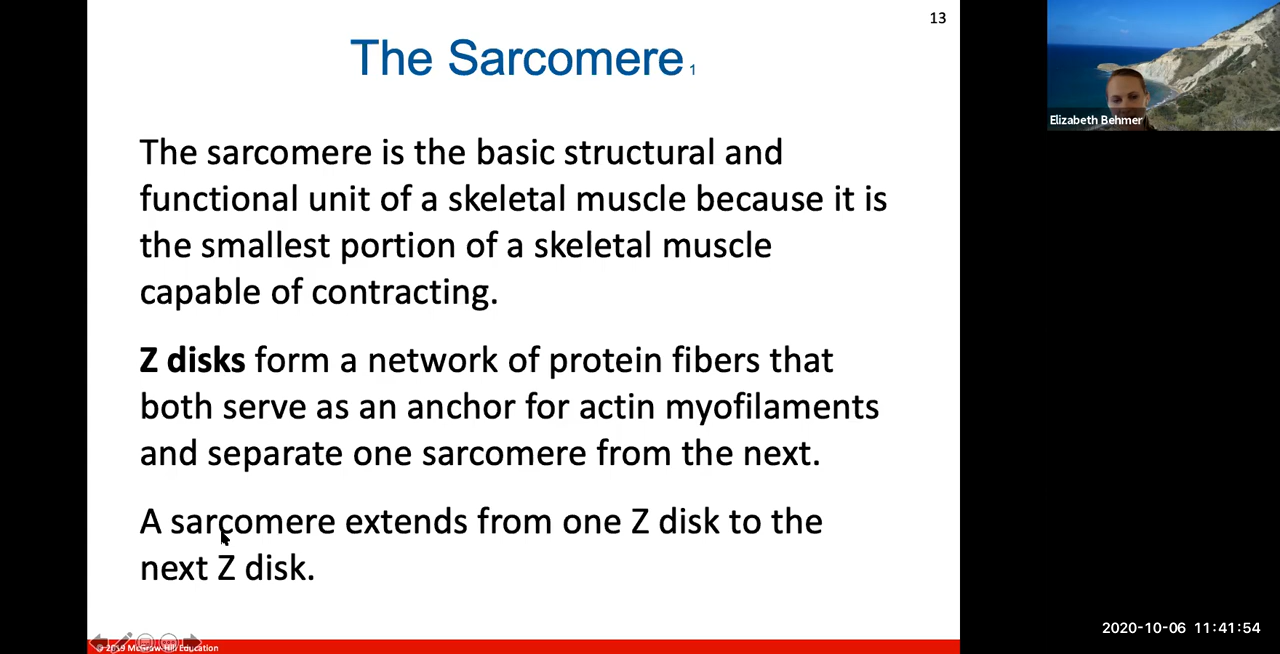 13
The Sarcomere 1
Elizabeth Behmer
The sarcomere is the basic structural and
functional unit of a skeletal muscle because it is
the smallest portion of a skeletal muscle
capable of contracting.
Z disks form a network of protein fibers that
both serve as an anchor for actin myofilaments
and separate one sarcomere from the next.
A sarcomere extends from one Z disk to the
next Z disk.
© 2019 McGraw-Hill Education
2020-10-06 11:41:54